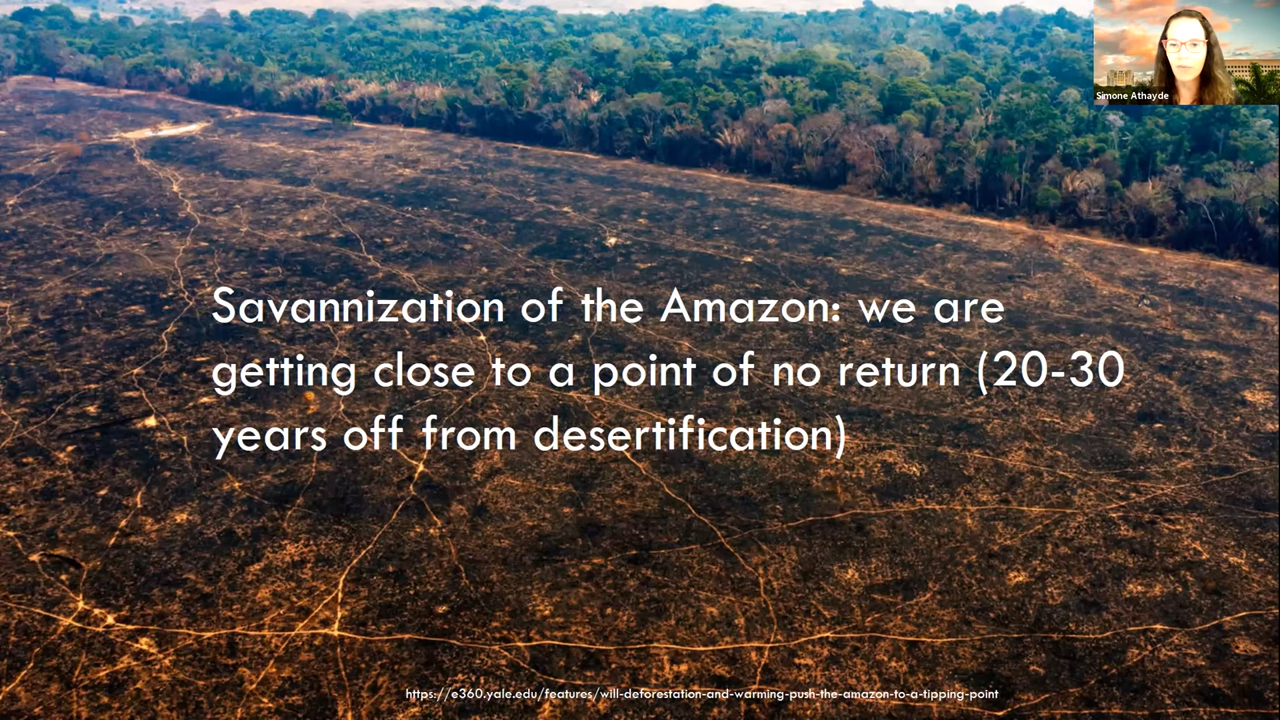 Simone Athayde
Savannization of the Amazon: we are
getting close to a point of no return (20-30
years off from desertification)
https://e360.yale.edu/features/will-deforestation-and-warming-push-the-amazon-to-a-tipping-point